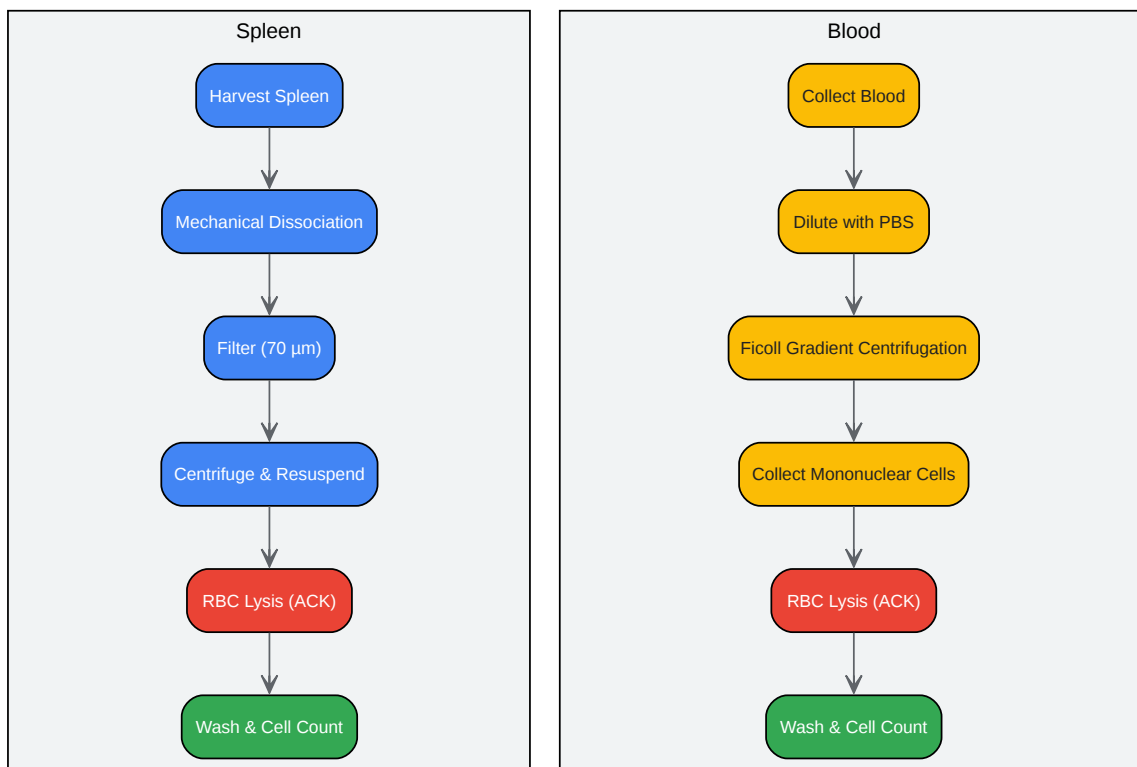 Spleen
Harvest Spleen
Mechanical Dissociation
Filter (70 µm)
Centrifuge & Resuspend
RBC Lysis (ACK)
Wash & Cell Count
Blood
Collect Blood
Dilute with PBS
Ficoll Gradient Centrifugation
Collect Mononuclear Cells
RBC Lysis (ACK)
Wash & Cell Count